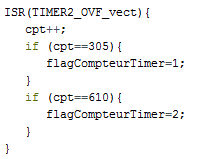 ISR(TIMER2_OVF_vect){
cpt++;
if (cpt==305){
flagCompteurTimer=1;
}
if (cpt==610){
flagCompteurTimer=2;
}
}